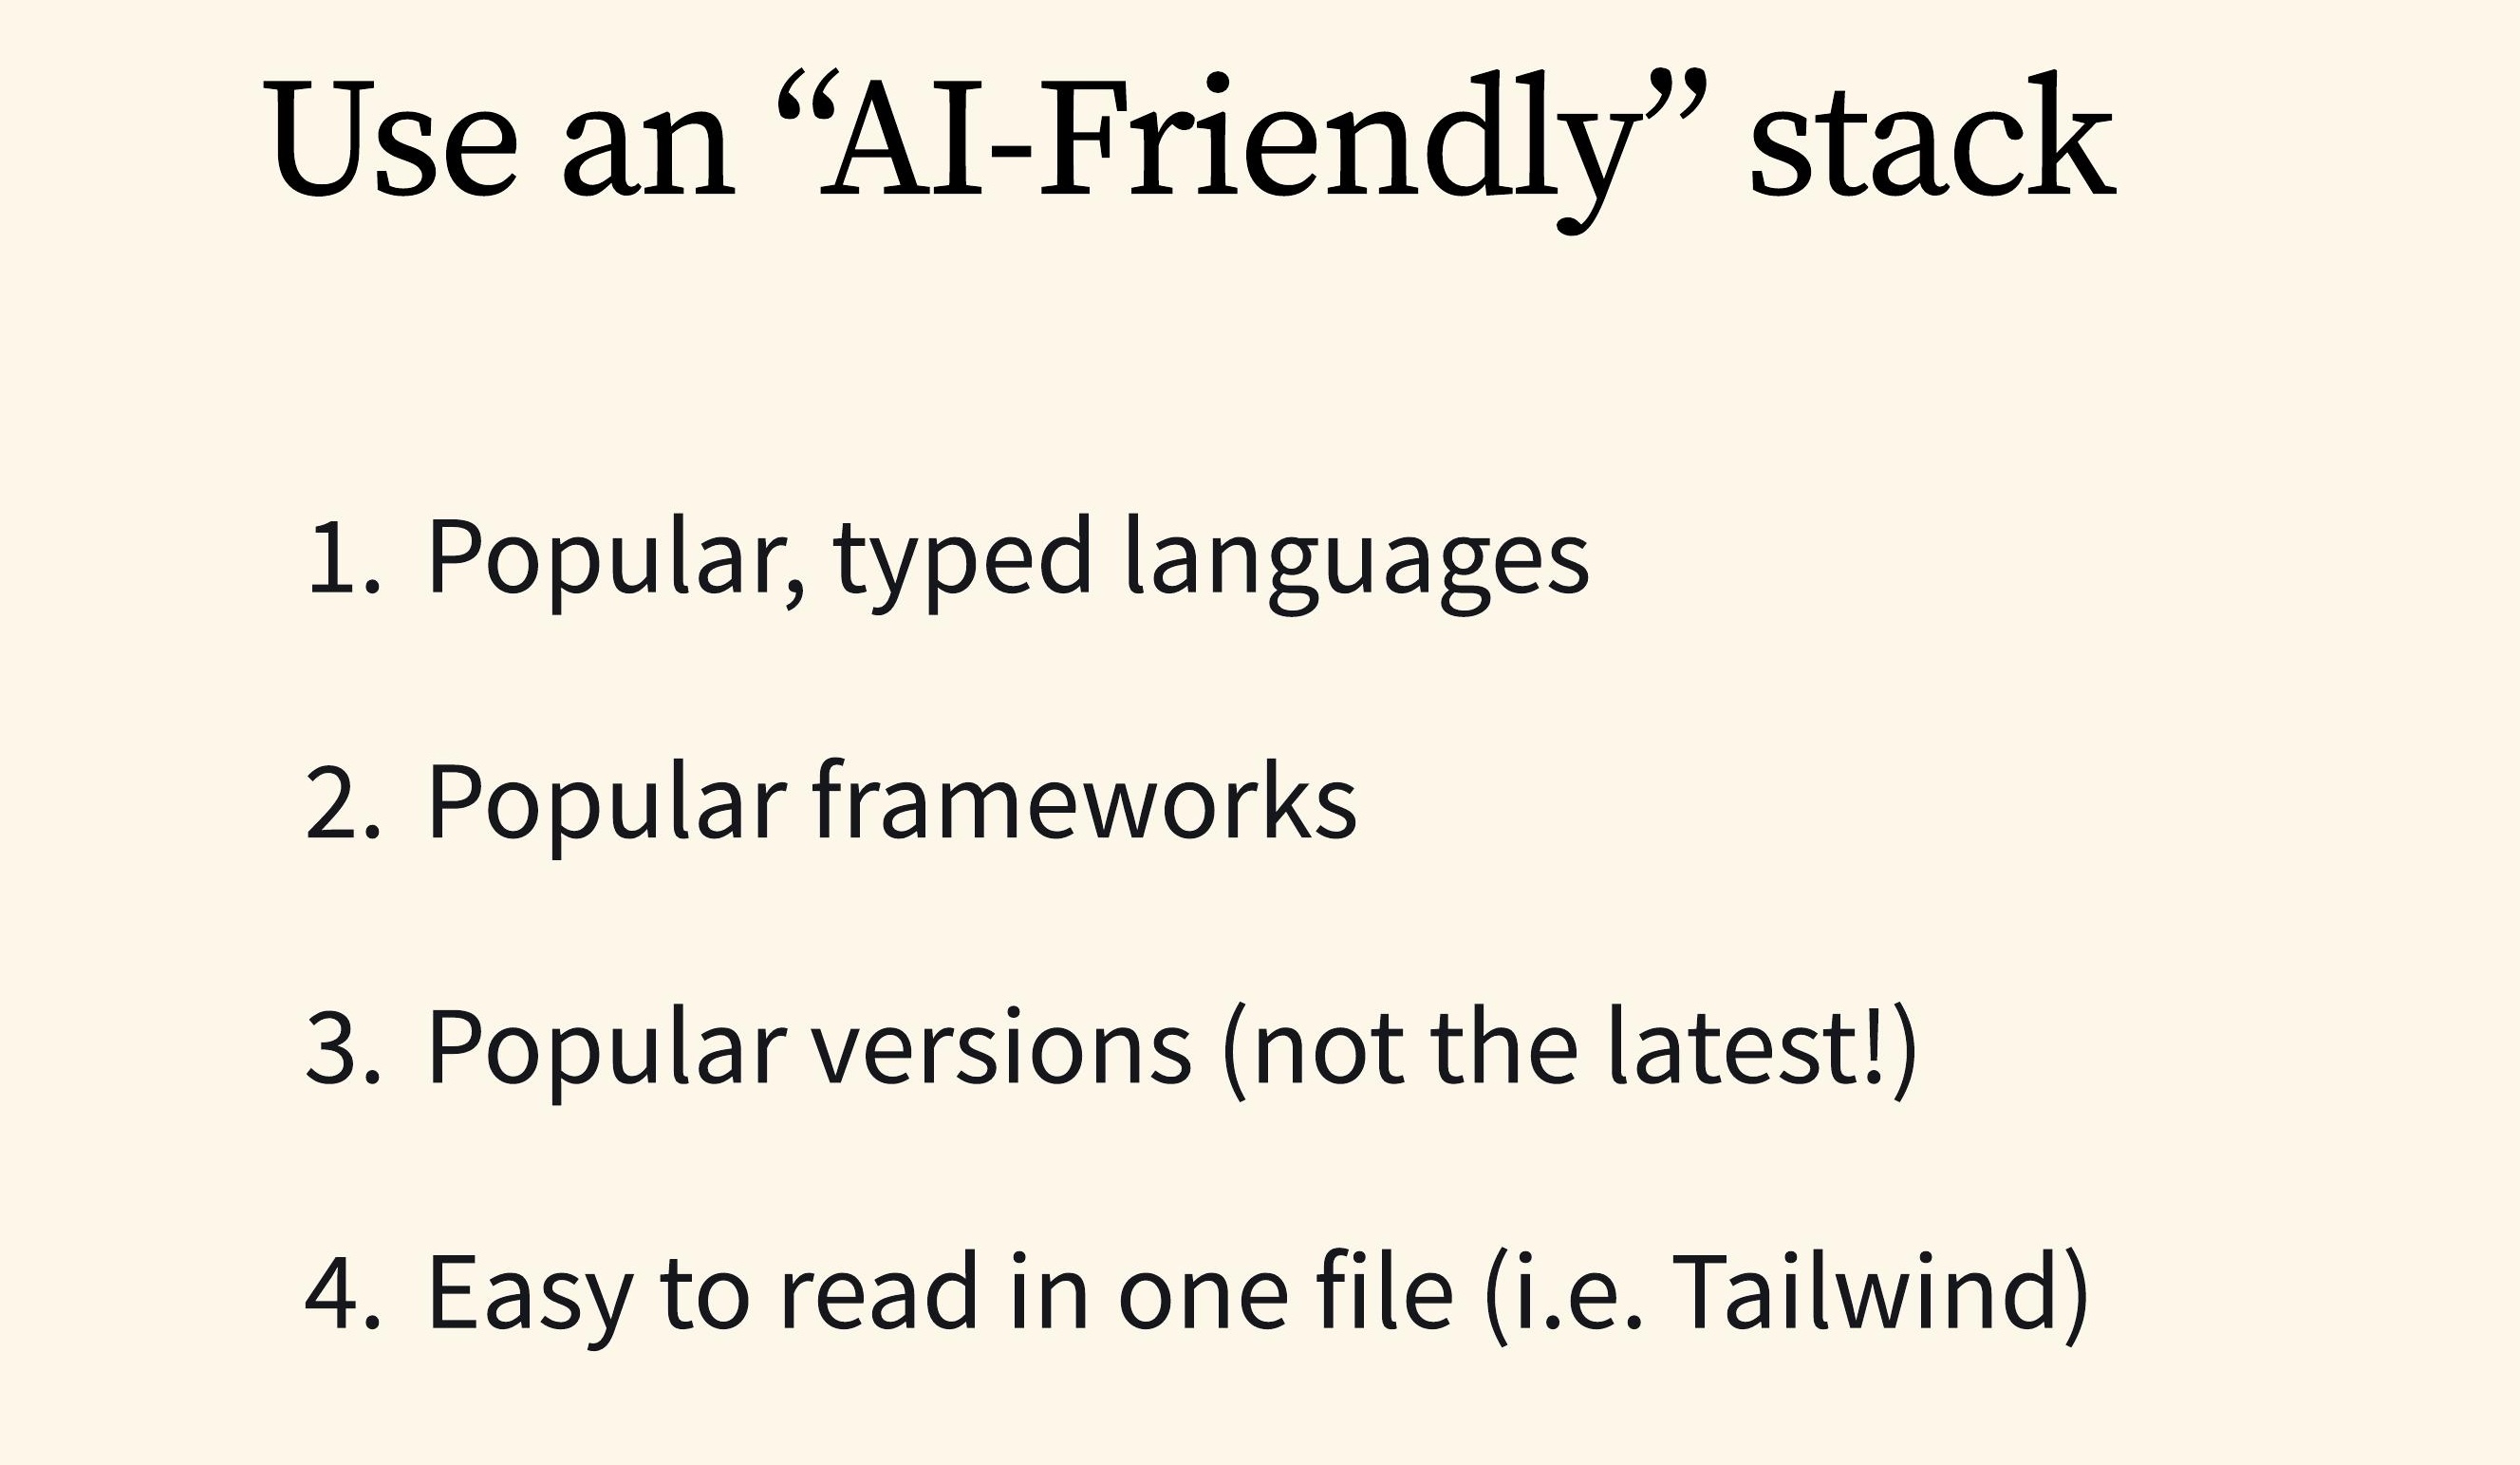 Use an “AI-Friendly” stack
1. Popular, typed languages
2. Popular frameworks
3. Popular versions (not the latest!)
4. Easy to read in one file (i.e. Tailwind)